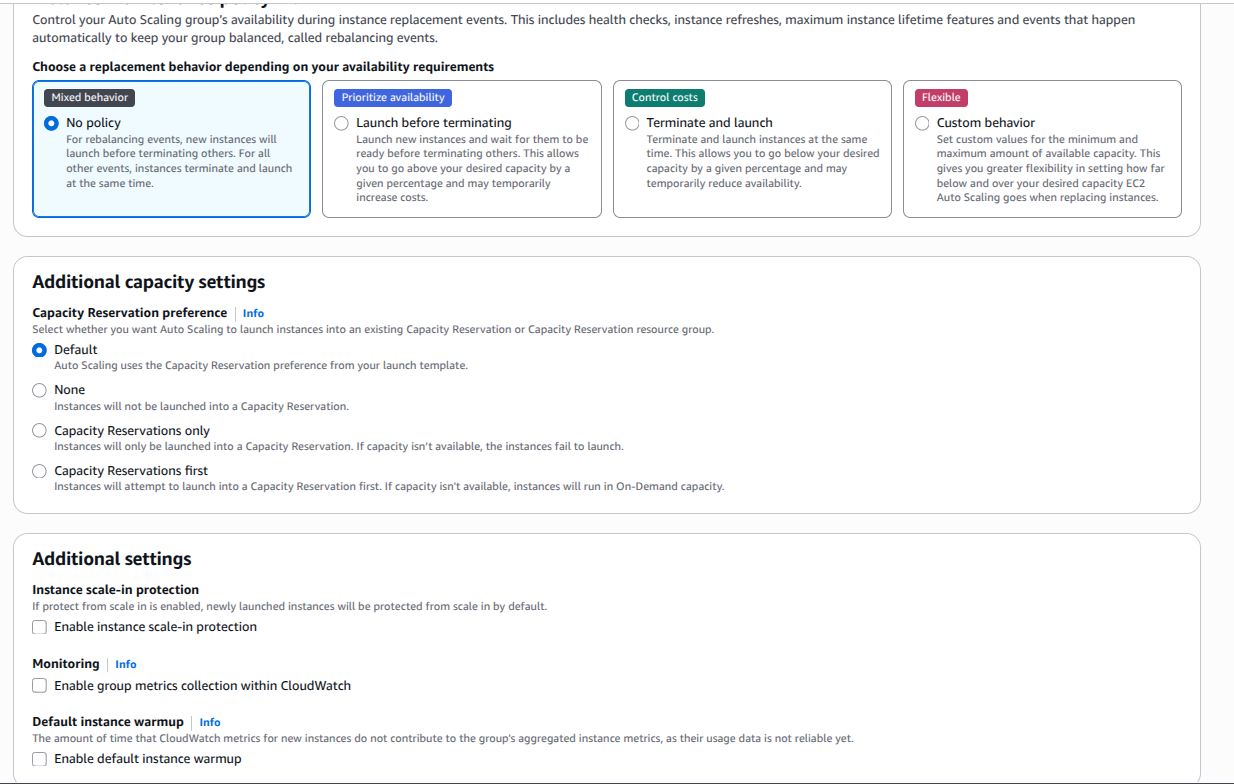 Control your Auto Scaling group's availability during instance replacement events. This includes health checks, instance refreshes, maximum instance lifetime features and events that happen
automatically to keep your group balanced, called rebalancing events.
Choose a replacement behavior depending on your availability requirements
Mixed behavior
No policy
For rebalancing events, new instances will
launch before terminating others. For all
other events, instances terminate and launch
at the same time.
Prioritize availability
Launch before terminating
Launch new instances and wait for them to be
ready before terminating others. This allows
you to go above your desired capacity by a
given percentage and may temporarily
increase costs.
Control costs
Terminate and launch
Terminate and launch instances at the same
time. This allows you to go below your desired
capacity by a given percentage and may
temporarily reduce availability.
Flexible
Custom behavior
Set custom values for the minimum and
maximum amount of available capacity. This
gives you greater flexibility in setting how far
below and over your desired capacity EC2
Auto Scaling goes when replacing instances.
Additional capacity settings
Capacity Reservation preference Info
Select whether you want Auto Scaling to launch instances into an existing Capacity Reservation or Capacity Reservation resource group.
Default
Auto Scaling uses the Capacity Reservation preference from your launch template.
None
Instances will not be launched into a Capacity Reservation.
Capacity Reservations only
Instances will only be launched into a Capacity Reservation. If capacity isn't available, the instances fail to launch.
Capacity Reservations first
Instances will attempt to launch into a Capacity Reservation first. If capacity isn't available, instances will run in On-Demand capacity.
Additional settings
Instance scale-in protection
If protect from scale in is enabled, newly launched instances will be protected from scale in by default.
Enable instance scale-in protection
Monitoring Info
Enable group metrics collection within CloudWatch
Default instance warmup Info
The amount of time that CloudWatch metrics for new instances do not contribute to the group's aggregated instance metrics, as their usage data is not reliable yet.
Enable default instance warmup